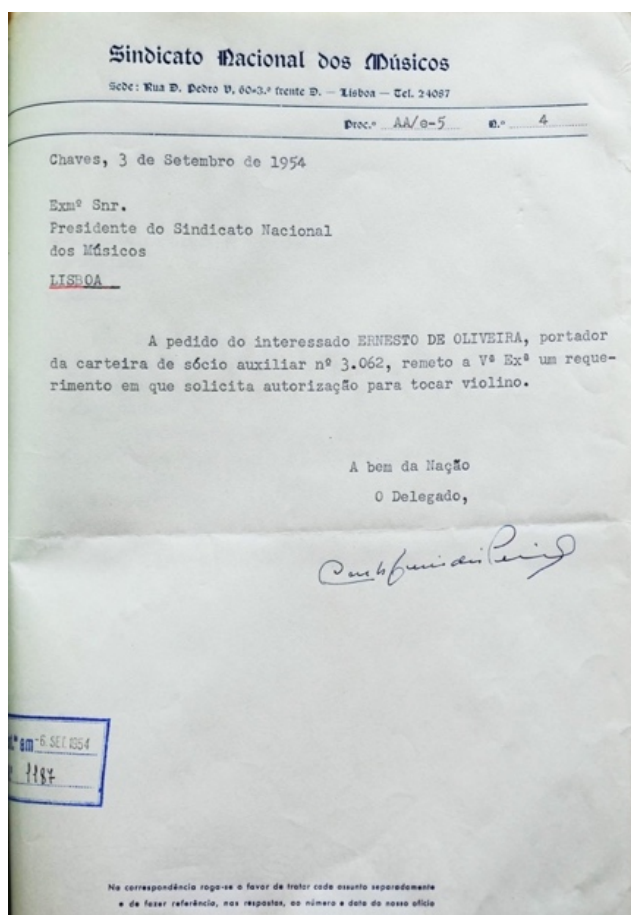 Sindicato Nacional dos Músicos
Sede: Rua D. Pedro V, 60-3.º frente D. — Lisboa — Tel. 24087
Proc.º AA/e-5 N.º 4
Chaves, 3 de Setembro de 1954
Exmº Snr.
Presidente do Sindicato Nacional
dos Músicos
LISBOA
A pedido do interessado ERNESTO DE OLIVEIRA, portador
da carteira de sócio auxiliar nº 3.062, remeto a Vª Exª um reque-
rimento em que solicita autorização para tocar violino.
A bem da Nação
O Delegado,
em -6. SET. 1954
1187
Na correspondência roga-se o favor de tratar cada assunto separadamente
e de fazer referência, nas respostas, ao número e data do nosso ofício